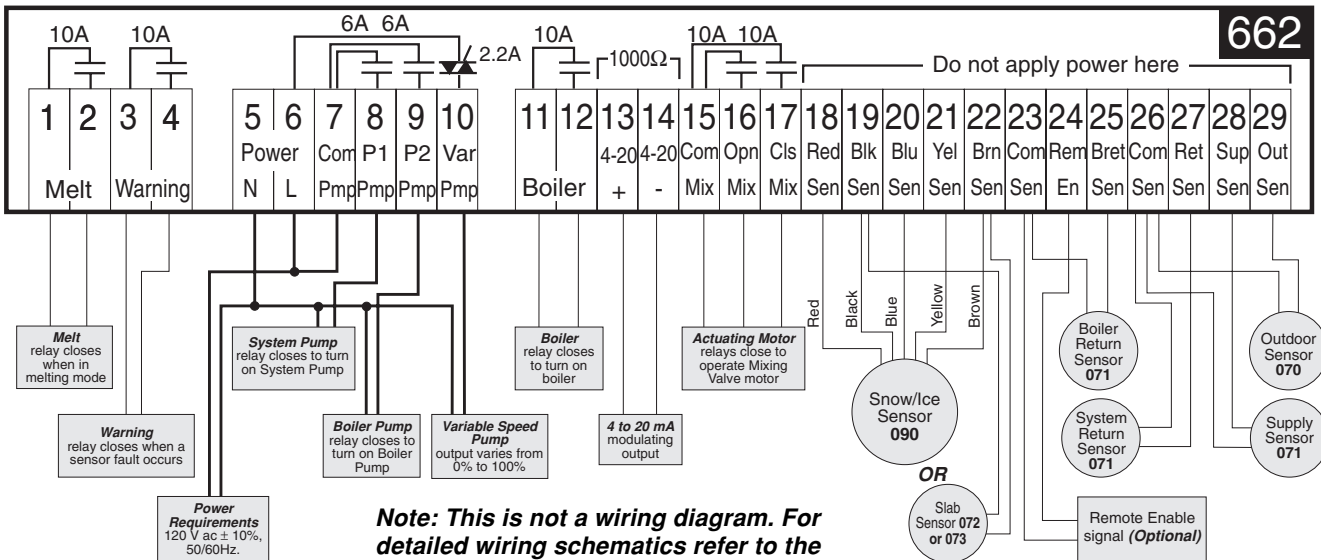 662
10A
10A
6A 6A
2.2A
10A
1000Ω
10A 10A
Do not apply power here
1 2 3 4 5 6 7 8 9 10 11 12 13 14 15 16 17 18 19 20 21 22 23 24 25 26 27 28 29
Power Com P1 P2 Var 4-20 4-20 Com Opn Cls Red Blk Blu Yel Brn Com Rem Bret Com Ret Sup Out
Melt Warning N L Pmp Pmp Pmp Pmp Boiler + - Mix Mix Mix Sen Sen Sen Sen Sen Sen En Sen Sen Sen Sen Sen
Red
Black
Blue
Yellow
Brown
Melt
relay closes
when in
melting mode
System Pump
relay closes to turn
on System Pump
Boiler
relay closes
to turn on
boiler
Actuating Motor
relays close to
operate Mixing
Valve motor
Boiler
Return
Sensor
071
Outdoor
Sensor
070
Warning
relay closes when a
sensor fault occurs
Boiler Pump
relay closes to
turn on Boiler
Pump
Variable Speed
Pump
output varies from
0% to 100%
4 to 20 mA
modulating
output
Snow/Ice
Sensor
090
System
Return
Sensor
071
Supply
Sensor
071
OR
Power
Requirements
120 V ac ± 10%,
50/60Hz.
Slab
Sensor 072
or 073
Remote Enable
signal (Optional)
Note: This is not a wiring diagram. For
detailed wiring schematics refer to the